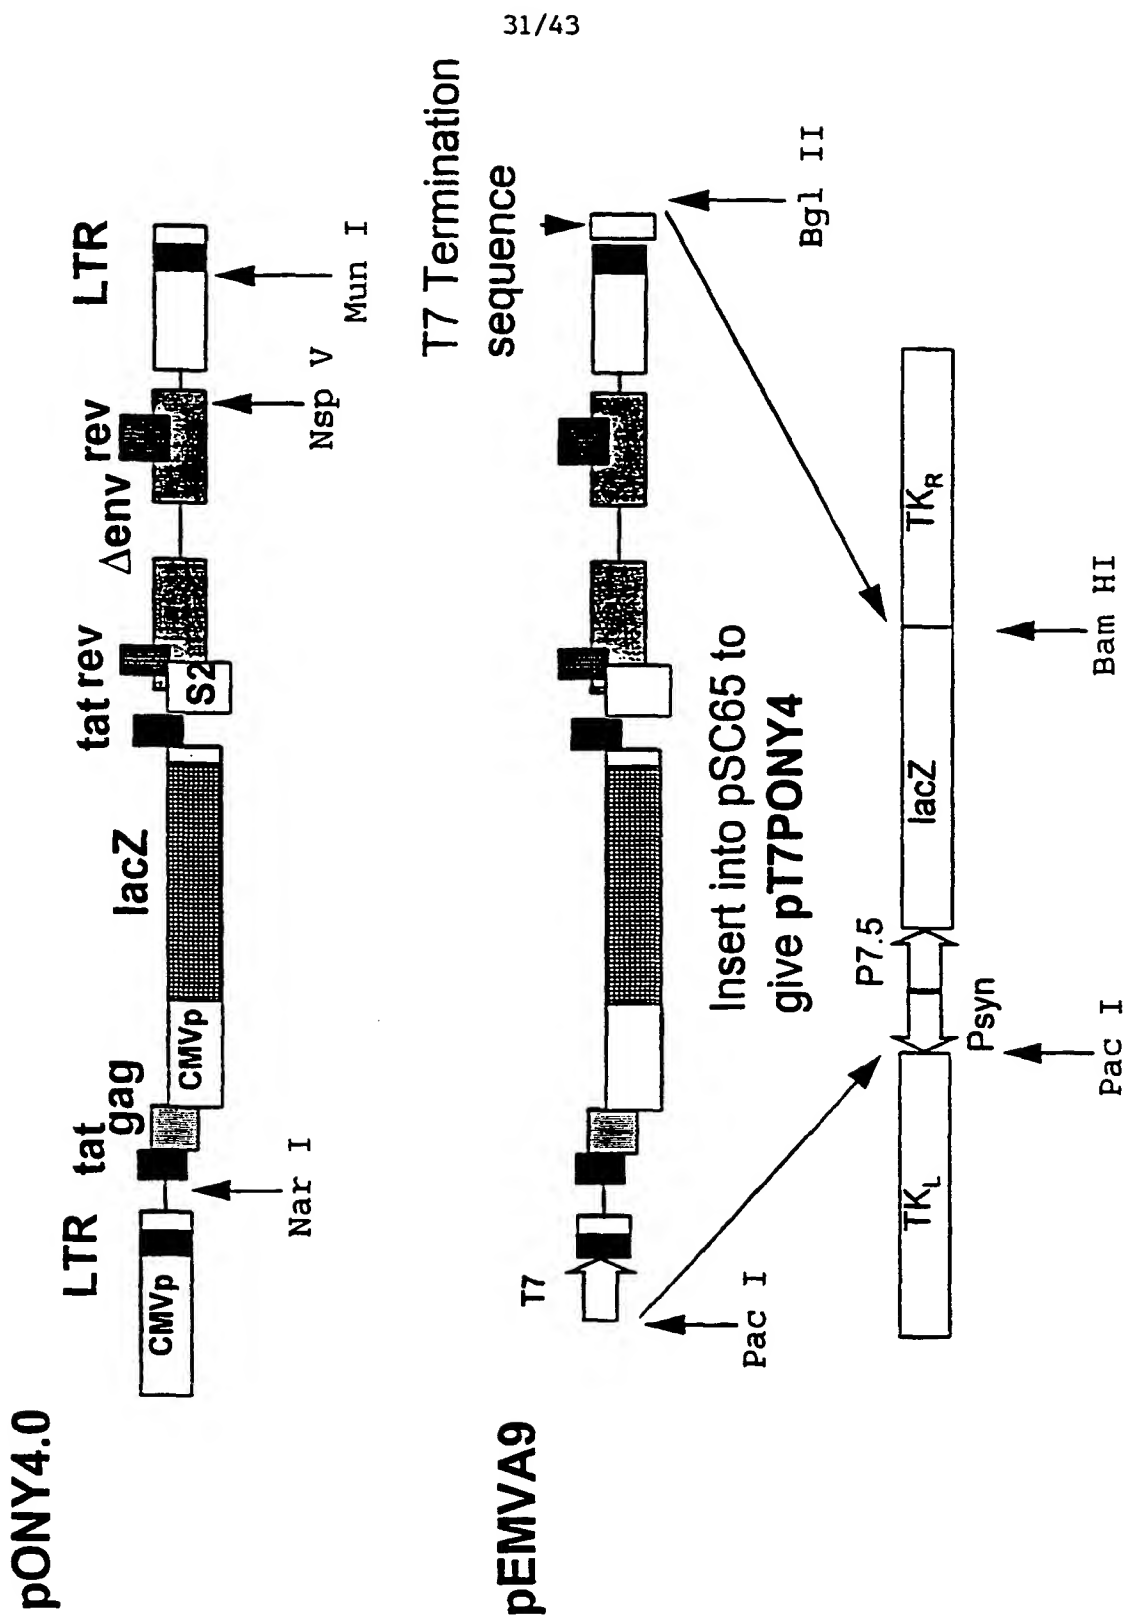 31/43
pONY4.0
LTR
tat
gag
lacZ
tat rev
Δenv
rev
LTR
CMVp
CMVp
S2
Nar I
Nsp V
Mun I
pEMVA9
T7
T7 Termination
sequence
Pac I
Bgl II
Insert into pSC65 to
give pT7PONY4
TKL
Psyn
P7.5
lacZ
TKR
Pac I
Bam HI